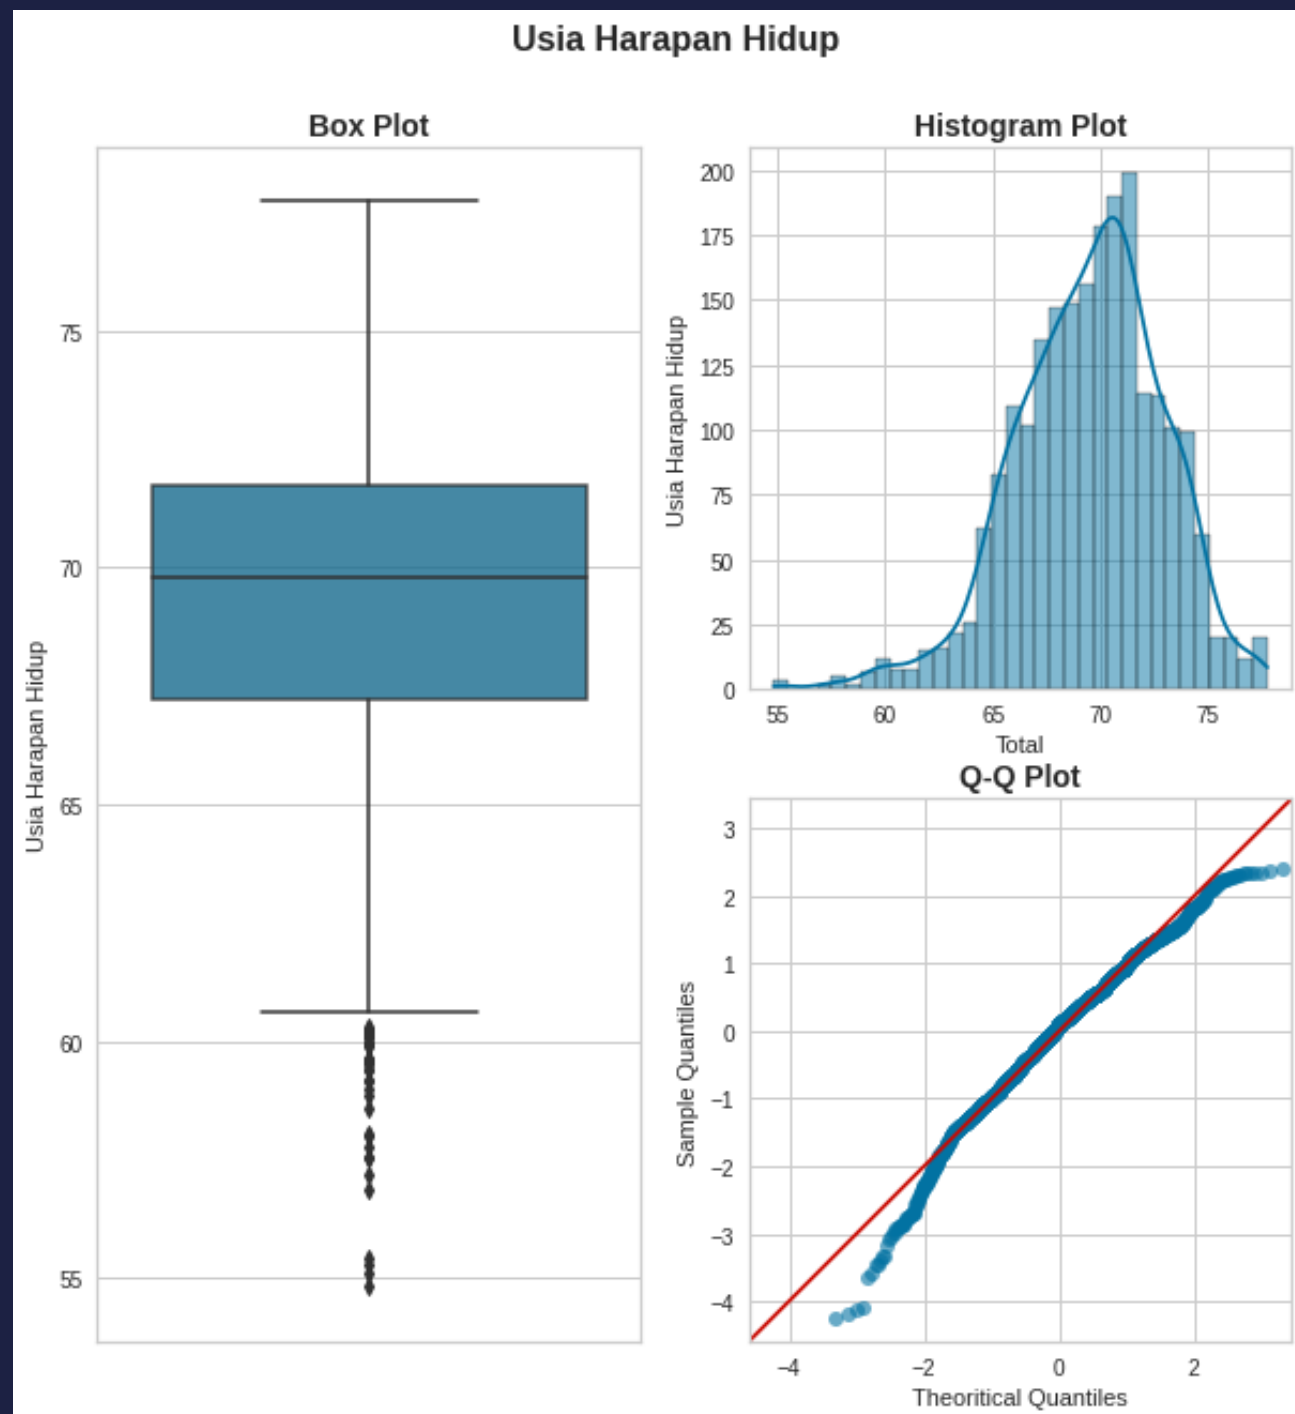 Usia Harapan Hidup
Box Plot
75
70
65
60
55
Usia Harapan Hidup
Histogram Plot
200
175
150
125
100
75
50
25
0
Usia Harapan Hidup
55 60 65 70 75
Total
Q-Q Plot
3
2
1
0
−1
−2
−3
−4
Sample Quantiles
−4 −2 0 2
Theoritical Quantiles